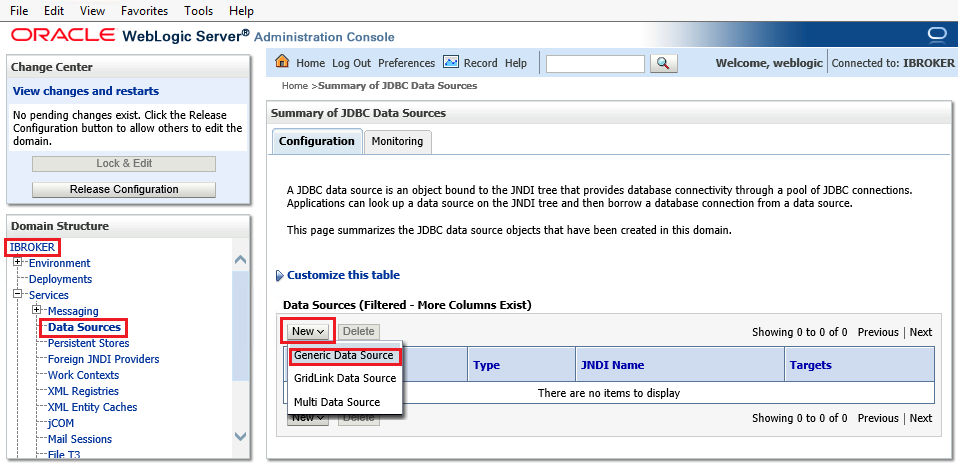 File Edit View Favorites Tools Help
ORACLE WebLogic Server® Administration Console
Change Center
View changes and restarts
No pending changes exist. Click the Release
Configuration button to allow others to edit the
domain.
Lock & Edit
Release Configuration
Domain Structure
IBROKER
Environment
Deployments
Services
Messaging
Data Sources
Persistent Stores
Foreign JNDI Providers
Work Contexts
XML Registries
XML Entity Caches
jCOM
Mail Sessions
File T3
Home Log Out Preferences Record Help
Welcome, weblogic Connected to: IBROKER
Home >Summary of JDBC Data Sources
Summary of JDBC Data Sources
Configuration Monitoring
A JDBC data source is an object bound to the JNDI tree that provides database connectivity through a pool of JDBC connections.
Applications can look up a data source on the JNDI tree and then borrow a database connection from a data source.
This page summarizes the JDBC data source objects that have been created in this domain.
Customize this table
Data Sources (Filtered - More Columns Exist)
New Delete Showing 0 to 0 of 0 Previous Next
Generic Data Source
GridLink Data Source
Multi Data Source
Type JNDI Name Targets
There are no items to display
New Delete Showing 0 to 0 of 0 Previous Next